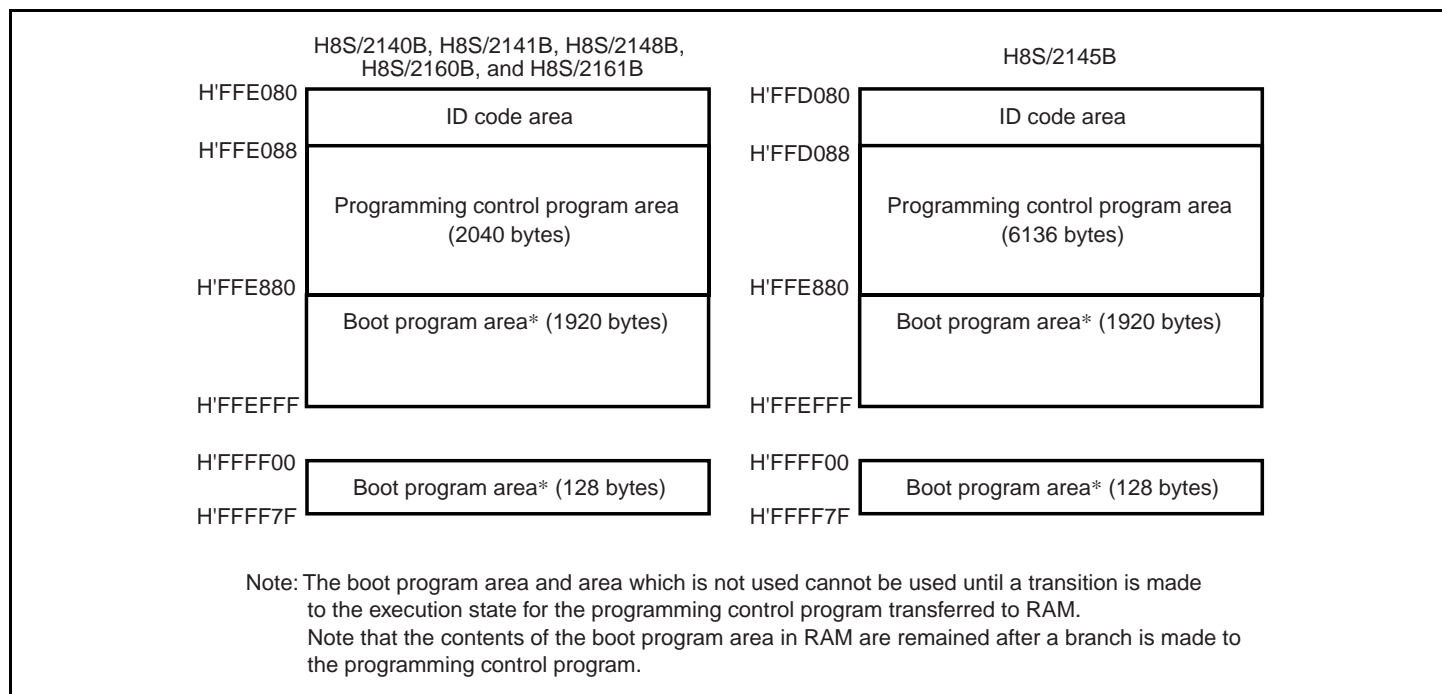 H8S/2140B, H8S/2141B, H8S/2148B,
H8S/2160B, and H8S/2161B
H'FFE080
ID code area
H'FFE088
Programming control program area
(2040 bytes)
H'FFE880
Boot program area* (1920 bytes)
H'FFEFFF
H'FFFF00
Boot program area* (128 bytes)
H'FFFF7F
H8S/2145B
H'FFD080
ID code area
H'FFD088
Programming control program area
(6136 bytes)
H'FFE880
Boot program area* (1920 bytes)
H'FFEFFF
H'FFFF00
Boot program area* (128 bytes)
H'FFFF7F
Note: The boot program area and area which is not used cannot be used until a transition is made
to the execution state for the programming control program transferred to RAM.
Note that the contents of the boot program area in RAM are remained after a branch is made to
the programming control program.